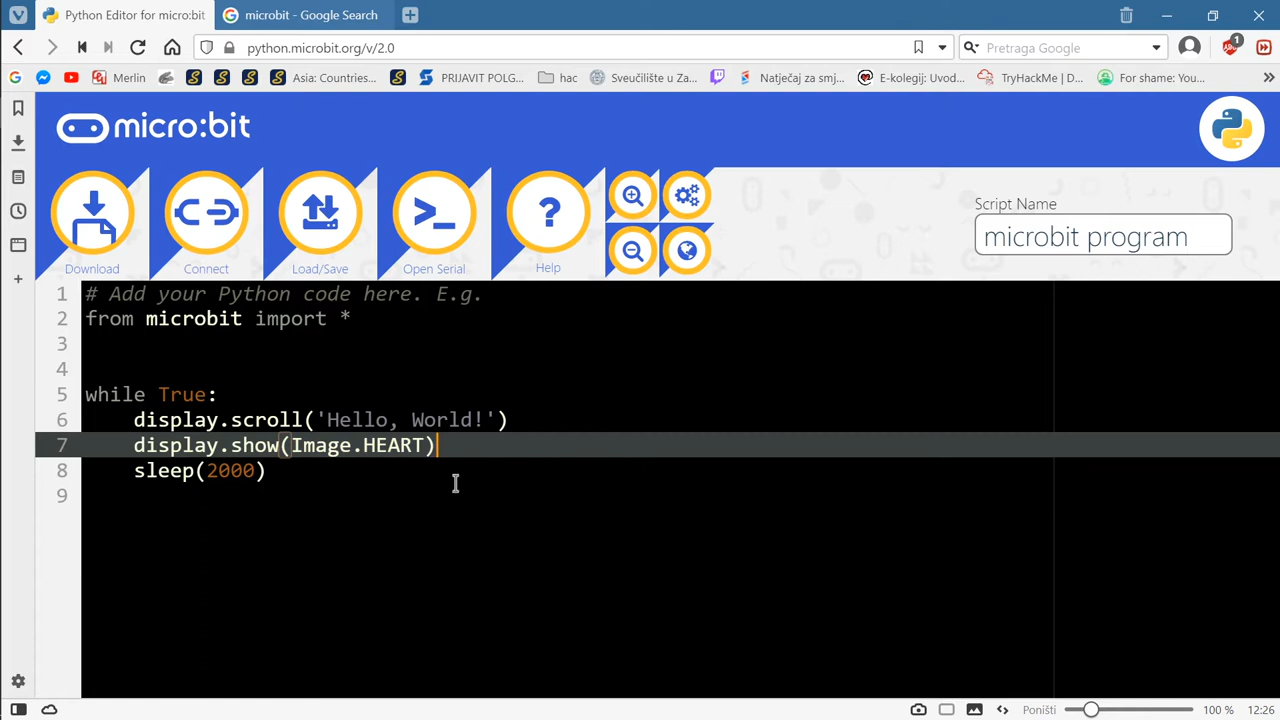 Python Editor for micro:bit
microbit - Google Search
python.microbit.org/v/2.0
Pretraga Google
1
Merlin
Asia: Countries...
PRIJAVIT POLG...
hac
Sveučilište u Za...
Natječaj za smj...
E-kolegij: Uvod...
TryHackMe | D...
For shame: You...
micro:bit
Download
Connect
Load/Save
Open Serial
Help
Script Name
microbit program
1 # Add your Python code here. E.g.
2 from microbit import *
3
4
5 while True:
6     display.scroll('Hello, World!')
7     display.show(Image.HEART)
8     sleep(2000)
9
Poništi
100 %
12:26